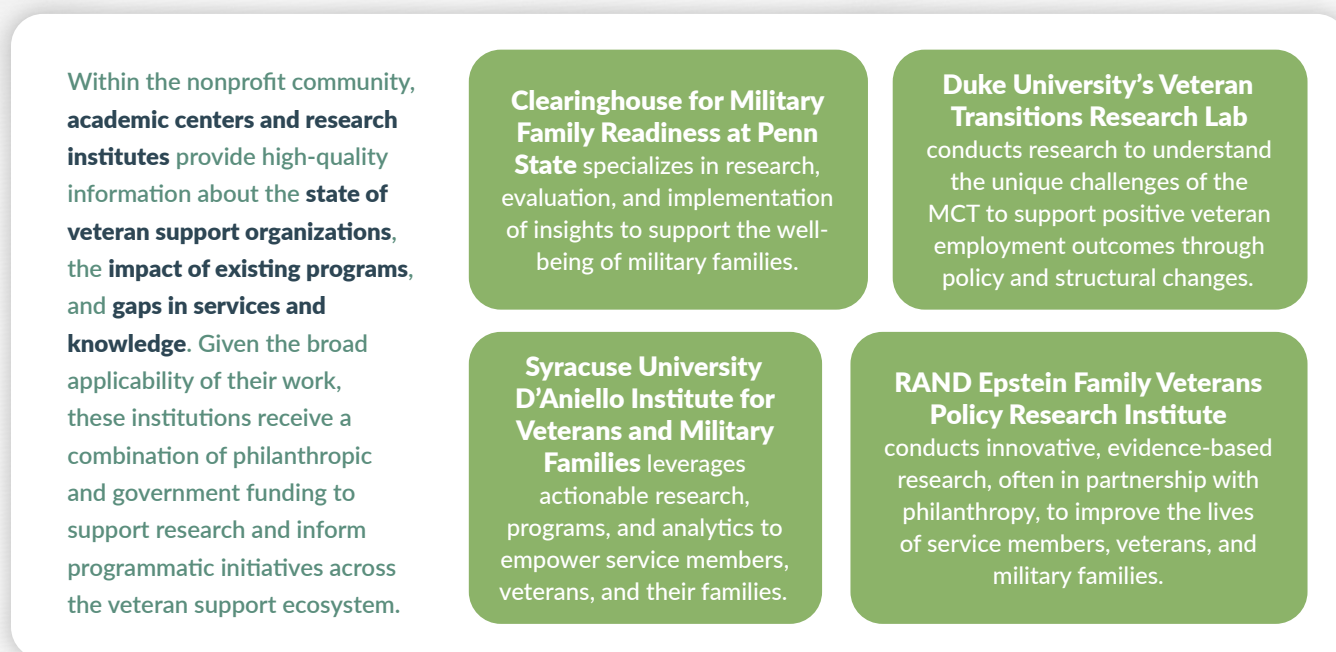 Within the nonprofit community,
academic centers and research
institutes provide high-quality
information about the state of
veteran support organizations,
the impact of existing programs,
and gaps in services and
knowledge. Given the broad
applicability of their work,
these institutions receive a
combination of philanthropic
and government funding to
support research and inform
programmatic initiatives across
the veteran support ecosystem.
Clearinghouse for Military
Family Readiness at Penn
State specializes in research,
evaluation, and implementation
of insights to support the well-
being of military families.
Duke University’s Veteran
Transitions Research Lab
conducts research to understand
the unique challenges of the
MCT to support positive veteran
employment outcomes through
policy and structural changes.
Syracuse University
D’Aniello Institute for
Veterans and Military
Families leverages
actionable research,
programs, and analytics to
empower service members,
veterans, and their families.
RAND Epstein Family Veterans
Policy Research Institute
conducts innovative, evidence-based
research, often in partnership with
philanthropy, to improve the lives
of service members, veterans, and
military families.